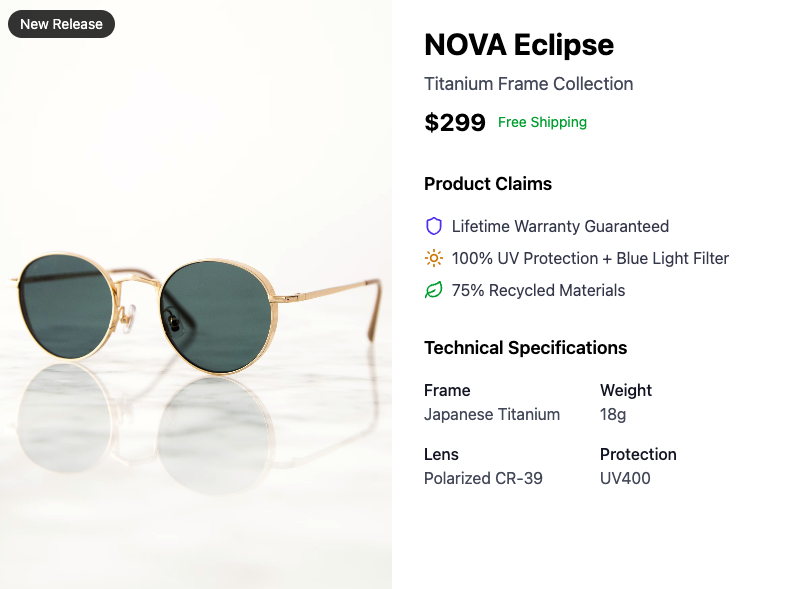 New Release
NOVA Eclipse
Titanium Frame Collection
$299 Free Shipping
Product Claims
Lifetime Warranty Guaranteed
100% UV Protection + Blue Light Filter
75% Recycled Materials
Technical Specifications
Frame Weight
Japanese Titanium 18g
Lens Protection
Polarized CR-39 UV400